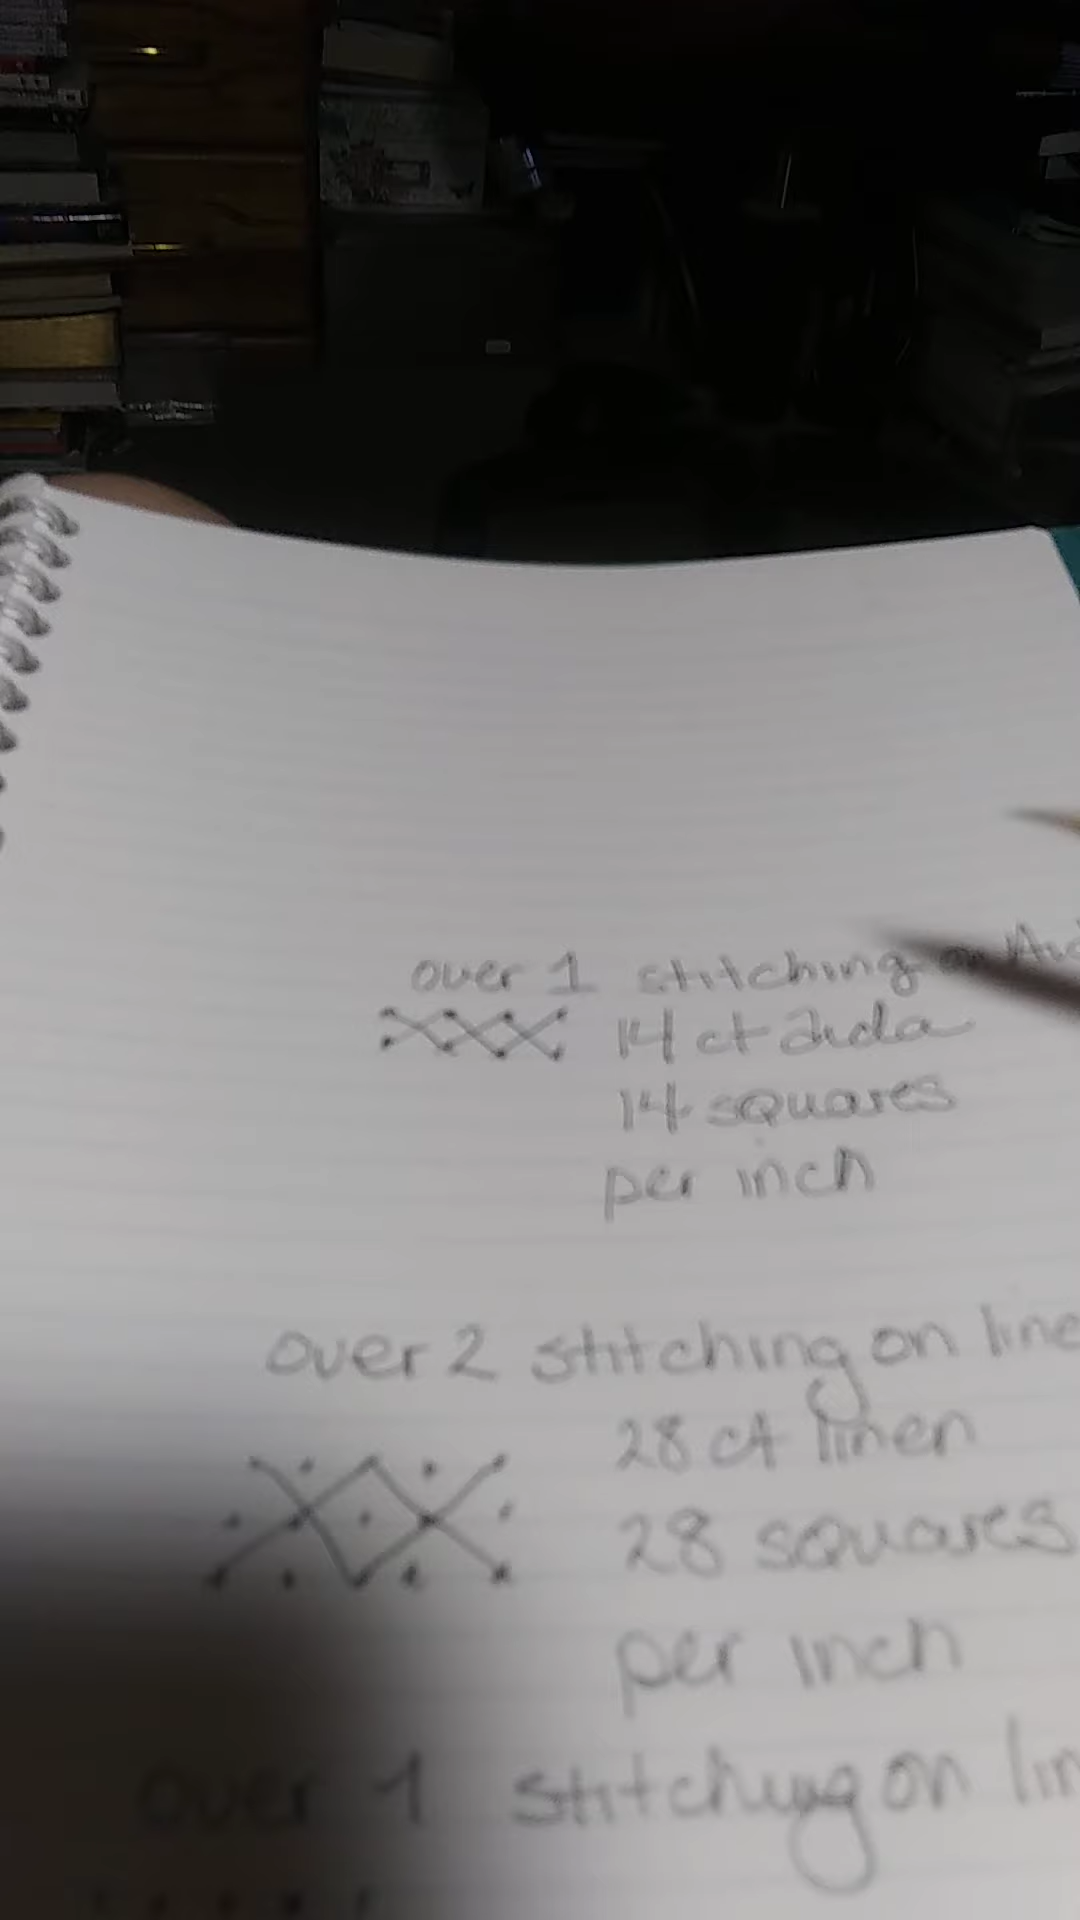 over 1 stitching on
14 ct Aida
14 squares
per inch
over 2 stitching on
28 ct linen
28 squares
per inch
over 1 stitching on